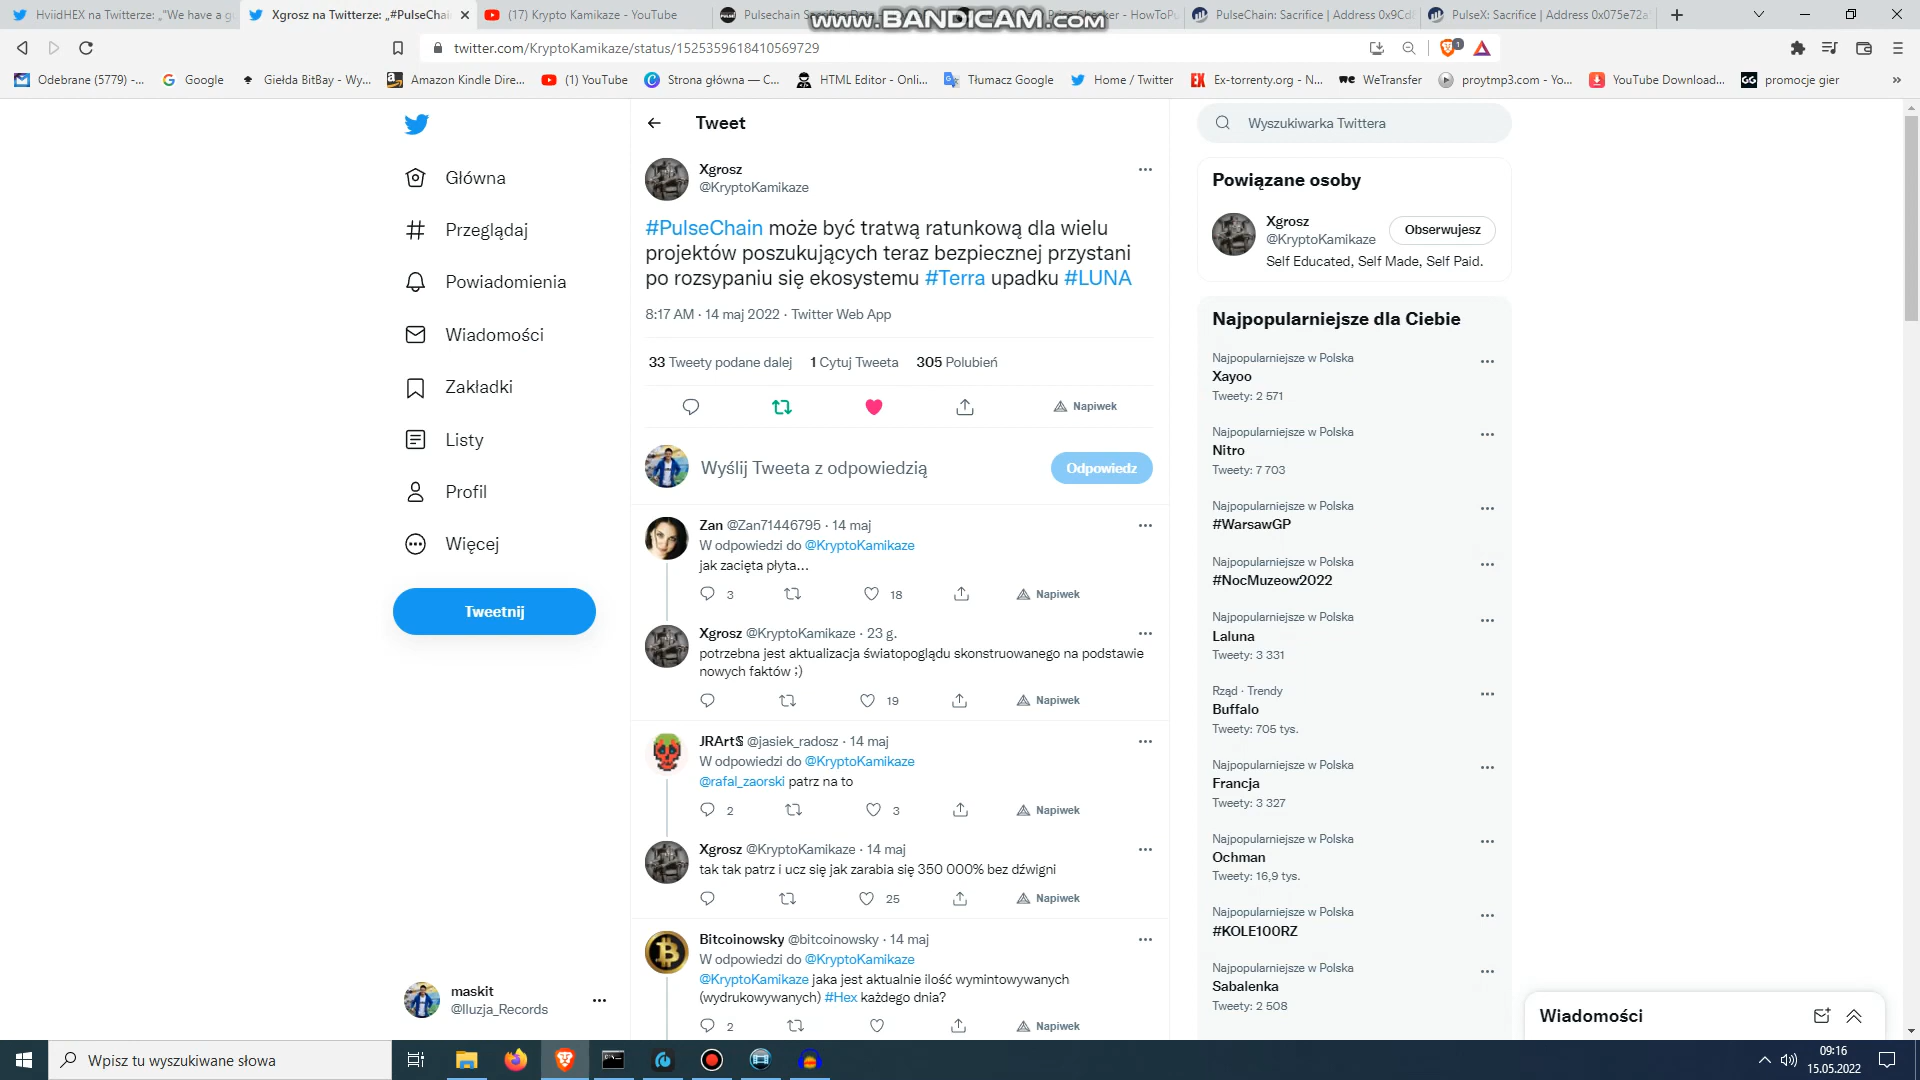 HviidHEX na Twitterze: „"We have a g
Xgrosz na Twitterze: „#PulseChai
(17) Krypto Kamikaze - YouTube
Pulsechain
www.BANDICAM.com
HowToPu
PulseChain: Sacrifice | Address 0x9Cd
PulseX: Sacrifice | Address 0x075e72a
twitter.com/KryptoKamikaze/status/1525359618410569729
1
Odebrane (5779) -...
Google
Giełda BitBay - Wy...
Amazon Kindle Dire...
(1) YouTube
Strona główna — C...
HTML Editor - Onli...
Tłumacz Google
Home / Twitter
Ex-torrenty.org - N...
WeTransfer
proytmp3.com - Yo...
YouTube Download...
promocje gier
»
Główna
Przeglądaj
Powiadomienia
Wiadomości
Zakładki
Listy
Profil
Więcej
Tweetnij
maskit
@Iluzja_Records
Tweet
Xgrosz
@KryptoKamikaze
#PulseChain może być tratwą ratunkową dla wielu
projektów poszukujących teraz bezpiecznej przystani
po rozsypaniu się ekosystemu #Terra upadku #LUNA
8:17 AM · 14 maj 2022 · Twitter Web App
33 Tweety podane dalej 1 Cytuj Tweeta 305 Polubień
Napiwek
Wyślij Tweeta z odpowiedzią
Odpowiedz
Zan @Zan71446795 · 14 maj
W odpowiedzi do @KryptoKamikaze
jak zacięta płyta...
3 18 Napiwek
Xgrosz @KryptoKamikaze · 23 g.
potrzebna jest aktualizacja światopoglądu skonstruowanego na podstawie
nowych faktów ;)
19 Napiwek
JRArtS @jasiek_radosz · 14 maj
W odpowiedzi do @KryptoKamikaze
@rafal_zaorski patrz na to
2 3 Napiwek
Xgrosz @KryptoKamikaze · 14 maj
tak tak patrz i ucz się jak zarabia się 350 000% bez dźwigni
25 Napiwek
Bitcoinowsky @bitcoinowsky · 14 maj
W odpowiedzi do @KryptoKamikaze
@KryptoKamikaze jaka jest aktualnie ilość wymintowywanych
(wydrukowywanych) #Hex każdego dnia?
2 Napiwek
Wyszukiwarka Twittera
Powiązane osoby
Xgrosz
@KryptoKamikaze
Obserwujesz
Self Educated, Self Made, Self Paid.
Najpopularniejsze dla Ciebie
Najpopularniejsze w Polska
Xayoo
Tweety: 2 571
Najpopularniejsze w Polska
Nitro
Tweety: 7 703
Najpopularniejsze w Polska
#WarsawGP
Najpopularniejsze w Polska
#NocMuzeow2022
Najpopularniejsze w Polska
Laluna
Tweety: 3 331
Rząd · Trendy
Buffalo
Tweety: 705 tys.
Najpopularniejsze w Polska
Francja
Tweety: 3 327
Najpopularniejsze w Polska
Ochman
Tweety: 16,9 tys.
Najpopularniejsze w Polska
#KOLE100RZ
Najpopularniejsze w Polska
Sabalenka
Tweety: 2 508
Wiadomości
Wpisz tu wyszukiwane słowa
09:16
15.05.2022